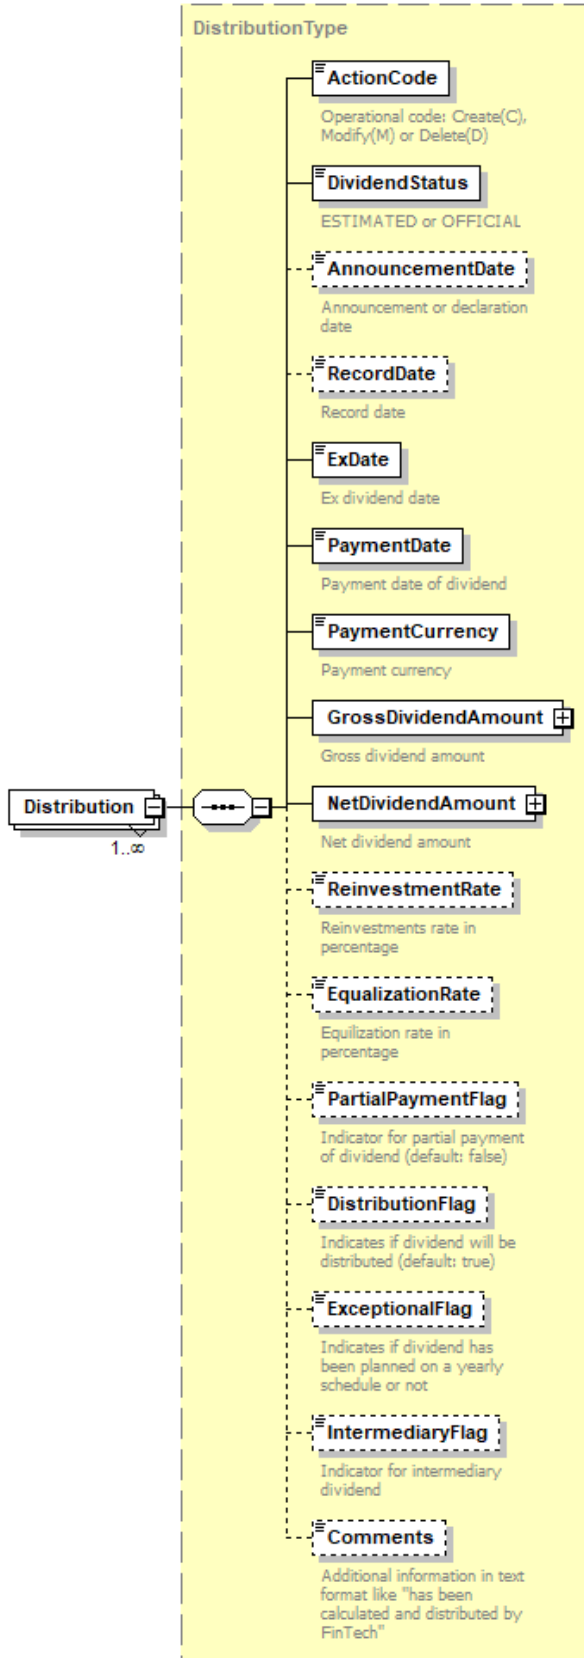 DistributionType
ActionCode
Operational code: Create(C),
Modify(M) or Delete(D)
DividendStatus
ESTIMATED or OFFICIAL
AnnouncementDate
Announcement or declaration
date
RecordDate
Record date
ExDate
Ex dividend date
PaymentDate
Payment date of dividend
PaymentCurrency
Payment currency
GrossDividendAmount
Gross dividend amount
Distribution
1..∞
NetDividendAmount
Net dividend amount
ReinvestmentRate
Reinvestments rate in
percentage
EqualizationRate
Equilization rate in
percentage
PartialPaymentFlag
Indicator for partial payment
of dividend (default: false)
DistributionFlag
Indicates if dividend will be
distributed (default: true)
ExceptionalFlag
Indicates if dividend has
been planned on a yearly
schedule or not
IntermediaryFlag
Indicator for intermediary
dividend
Comments
Additional information in text
format like "has been
calculated and distributed by
FinTech"